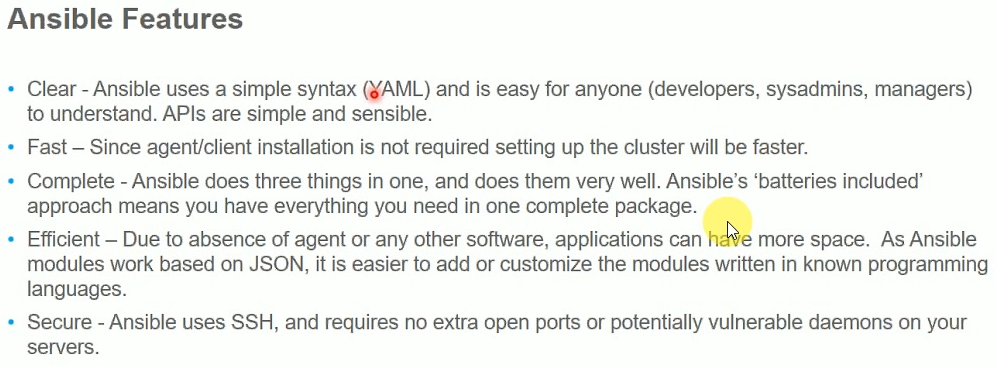 Ansible Features
• Clear - Ansible uses a simple syntax (YAML) and is easy for anyone (developers, sysadmins, managers)
to understand. APIs are simple and sensible.
• Fast – Since agent/client installation is not required setting up the cluster will be faster.
• Complete - Ansible does three things in one, and does them very well. Ansible’s ‘batteries included’
approach means you have everything you need in one complete package.
• Efficient – Due to absence of agent or any other software, applications can have more space.  As Ansible
modules work based on JSON, it is easier to add or customize the modules written in known programming
languages.
• Secure - Ansible uses SSH, and requires no extra open ports or potentially vulnerable daemons on your
servers.